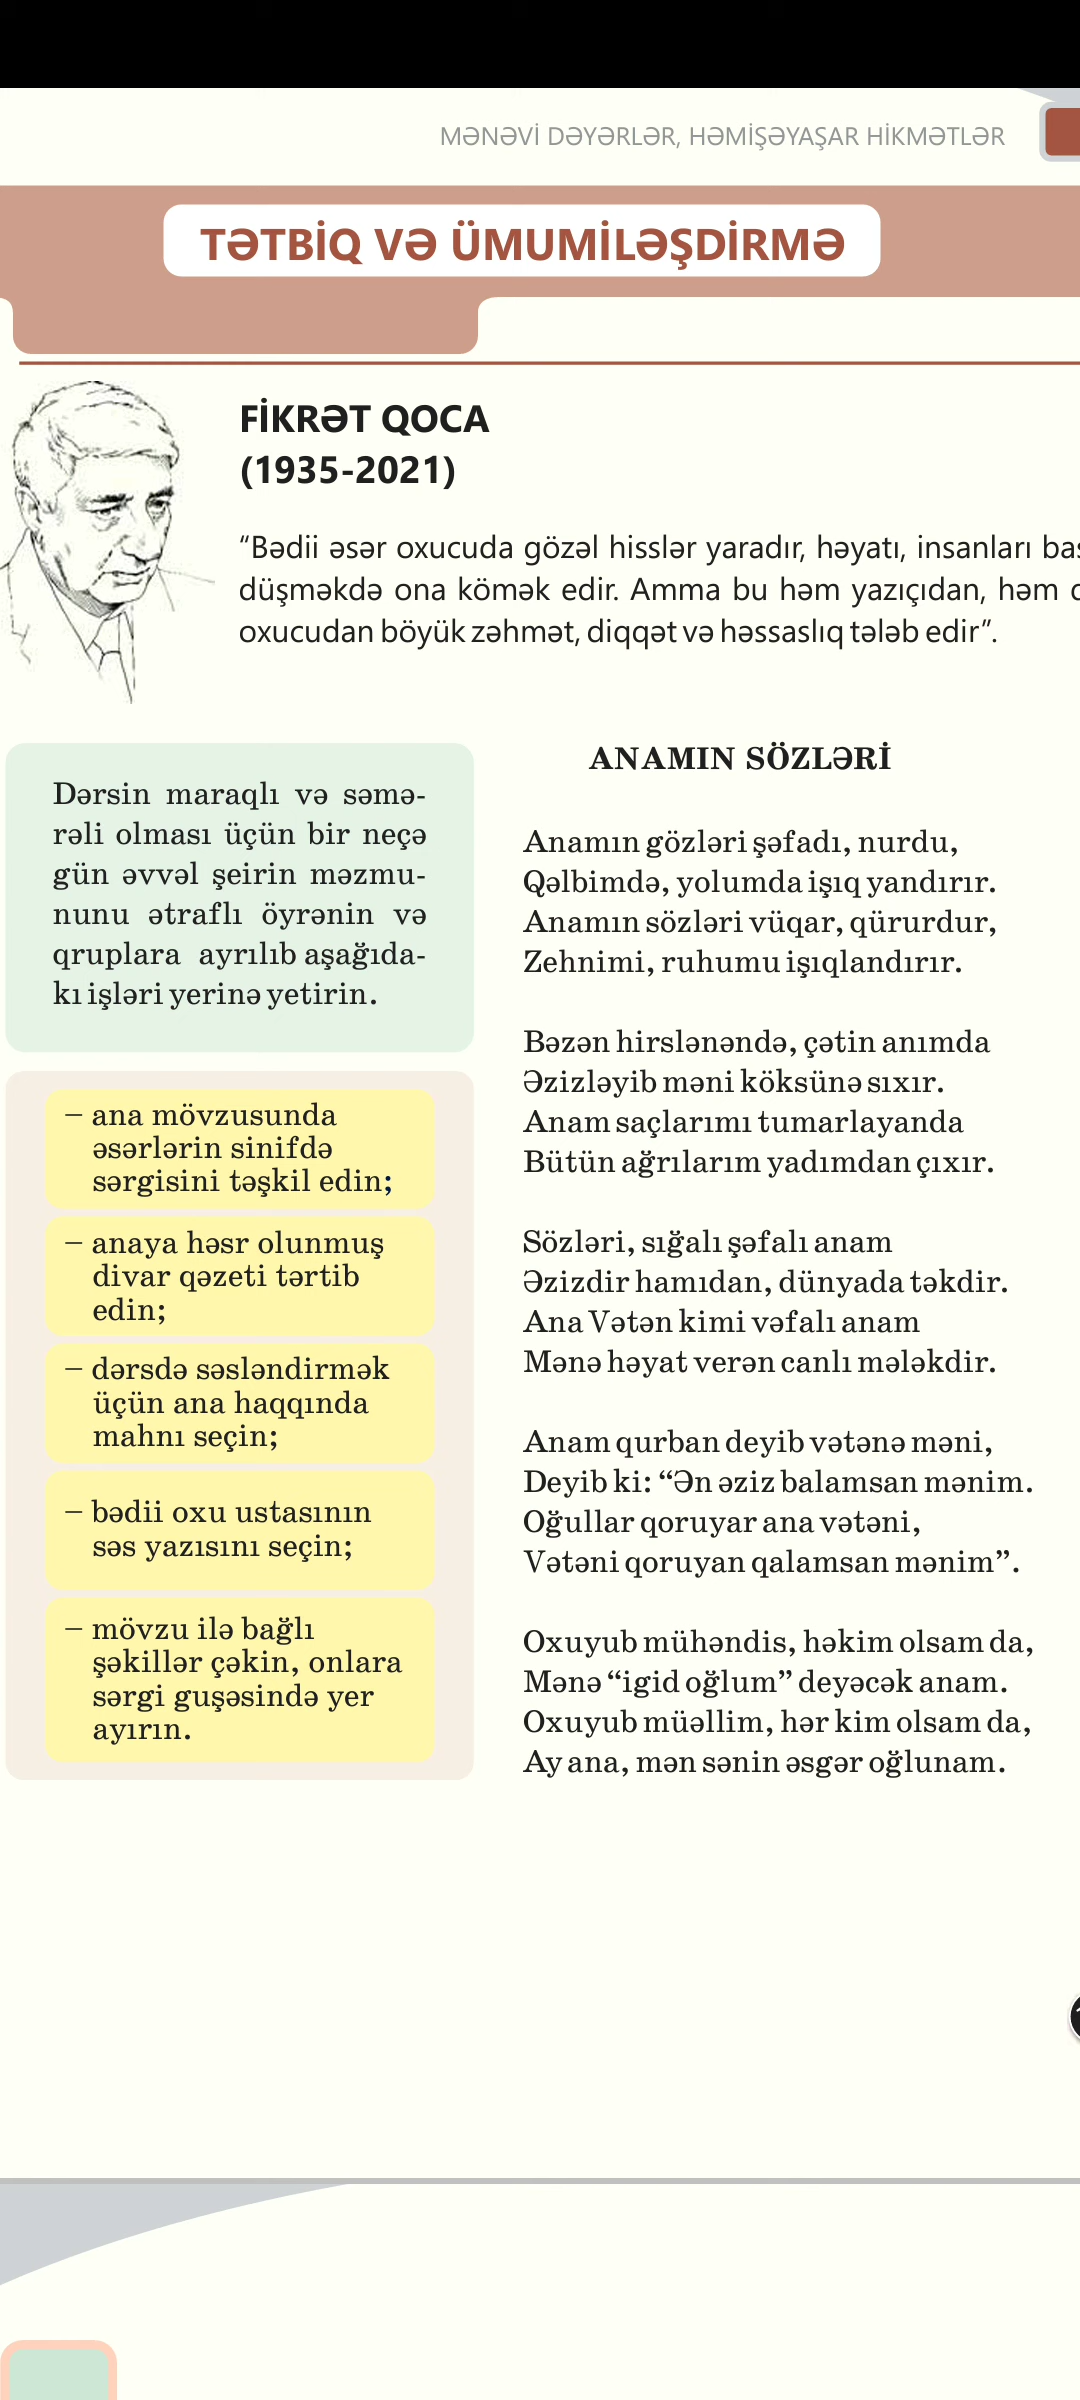 MƏNƏVİ DƏYƏRLƏR, HƏMİŞƏYAŞAR HİKMƏTLƏR
TƏTBİQ VƏ ÜMUMİLƏŞDİRMƏ
FİKRƏT QOCA
(1935-2021)
“Bədii əsər oxucuda gözəl hisslər yaradır, həyatı, insanları
düşməkdə ona kömək edir. Amma bu həm yazıçıdan, həm
oxucudan böyük zəhmət, diqqət və həssaslıq tələb edir”.
Dərsin maraqlı və səmə-
rəli olması üçün bir neçə
gün əvvəl şeirin məzmu-
nunu ətraflı öyrənin və
qruplara ayrılıb aşağıda-
kı işləri yerinə yetirin.
– ana mövzusunda
əsərlərin sinifdə
sərgisini təşkil edin;
– anaya həsr olunmuş
divar qəzeti tərtib
edin;
– dərsdə səsləndirmək
üçün ana haqqında
mahnı seçin;
– bədii oxu ustasının
səs yazısını seçin;
– mövzu ilə bağlı
şəkillər çəkin, onlara
sərgi guşəsində yer
ayırın.
ANAMIN SÖZLƏRİ
Anamın gözləri şəfadı, nurdu,
Qəlbimdə, yolumda işıq yandırır.
Anamın sözləri vüqar, qürurdur,
Zehnimi, ruhumu işıqlandırır.
Bəzən hirslənəndə, çətin anımda
Əzizləyib məni köksünə sıxır.
Anam saçlarımı tumarlayanda
Bütün ağrılarım yadımdan çıxır.
Sözləri, sığalı şəfalı anam
Əzizdir hamıdan, dünyada təkdir.
Ana Vətən kimi vəfalı anam
Mənə həyat verən canlı mələkdir.
Anam qurban deyib vətənə məni,
Deyib ki: “Ən əziz balamsan mənim.
Oğullar qoruyar ana vətəni,
Vətəni qoruyan qalamsan mənim”.
Oxuyub mühəndis, həkim olsam da,
Mənə “igid oğlum” deyəcək anam.
Oxuyub müəllim, hər kim olsam da,
Ay ana, mən sənin əsgər oğlunam.